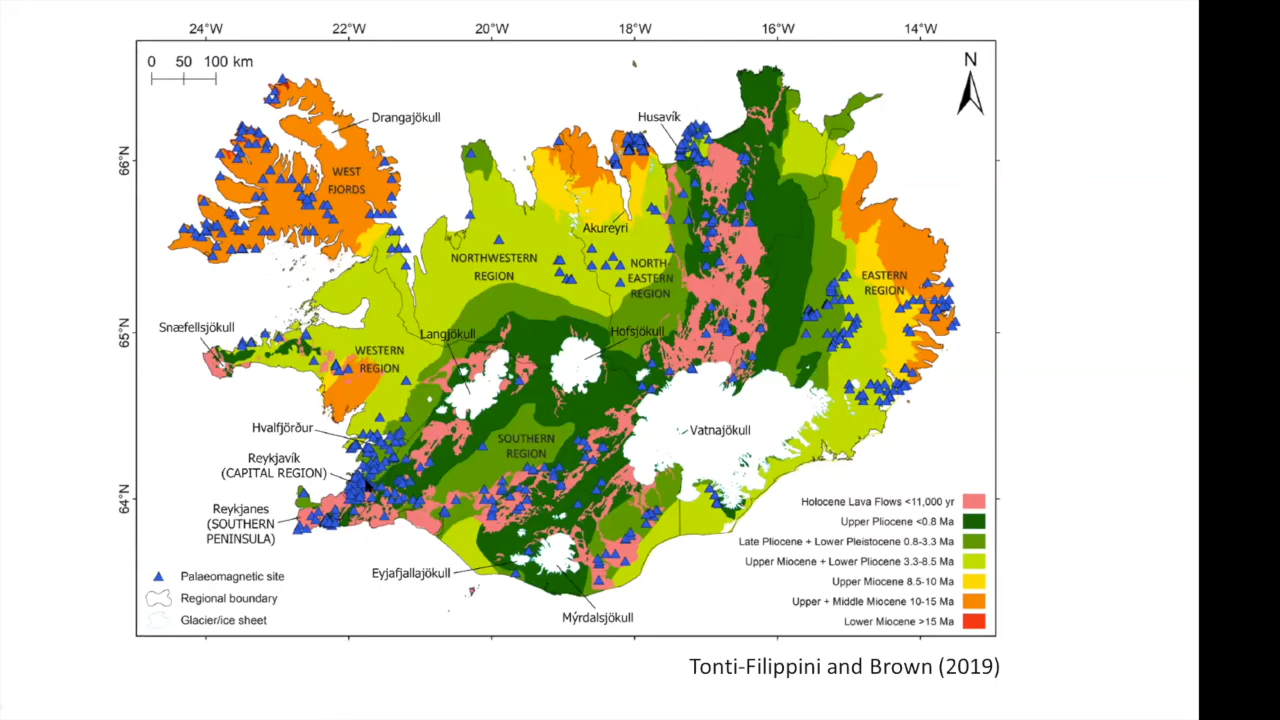 24°W
22°W
20°W
18°W
16°W
14°W
0 50 100 km
N
Drangajökull
Husavík
66°N
66°N
WEST
FJORDS
Akureyri
NORTHWESTERN
REGION
NORTH-
EASTERN
REGION
EASTERN
REGION
Snæfellsjökull
Langjökull
Hofsjökull
65°N
65°N
WESTERN
REGION
Hvalfjörður
Vatnajökull
SOUTHERN
REGION
Reykjavík
(CAPITAL REGION)
64°N
64°N
Reykjanes
(SOUTHERN
PENINSULA)
Eyjafjallajökull
Mýrdalsjökull
Palaeomagnetic site
Regional boundary
Glacier/ice sheet
Holocene Lava Flows <11,000 yr
Upper Pliocene <0.8 Ma
Late Pliocene + Lower Pleistocene 0.8-3.3 Ma
Upper Miocene + Lower Pliocene 3.3-8.5 Ma
Upper Miocene 8.5-10 Ma
Upper + Middle Miocene 10-15 Ma
Lower Miocene >15 Ma
Tonti-Filippini and Brown (2019)